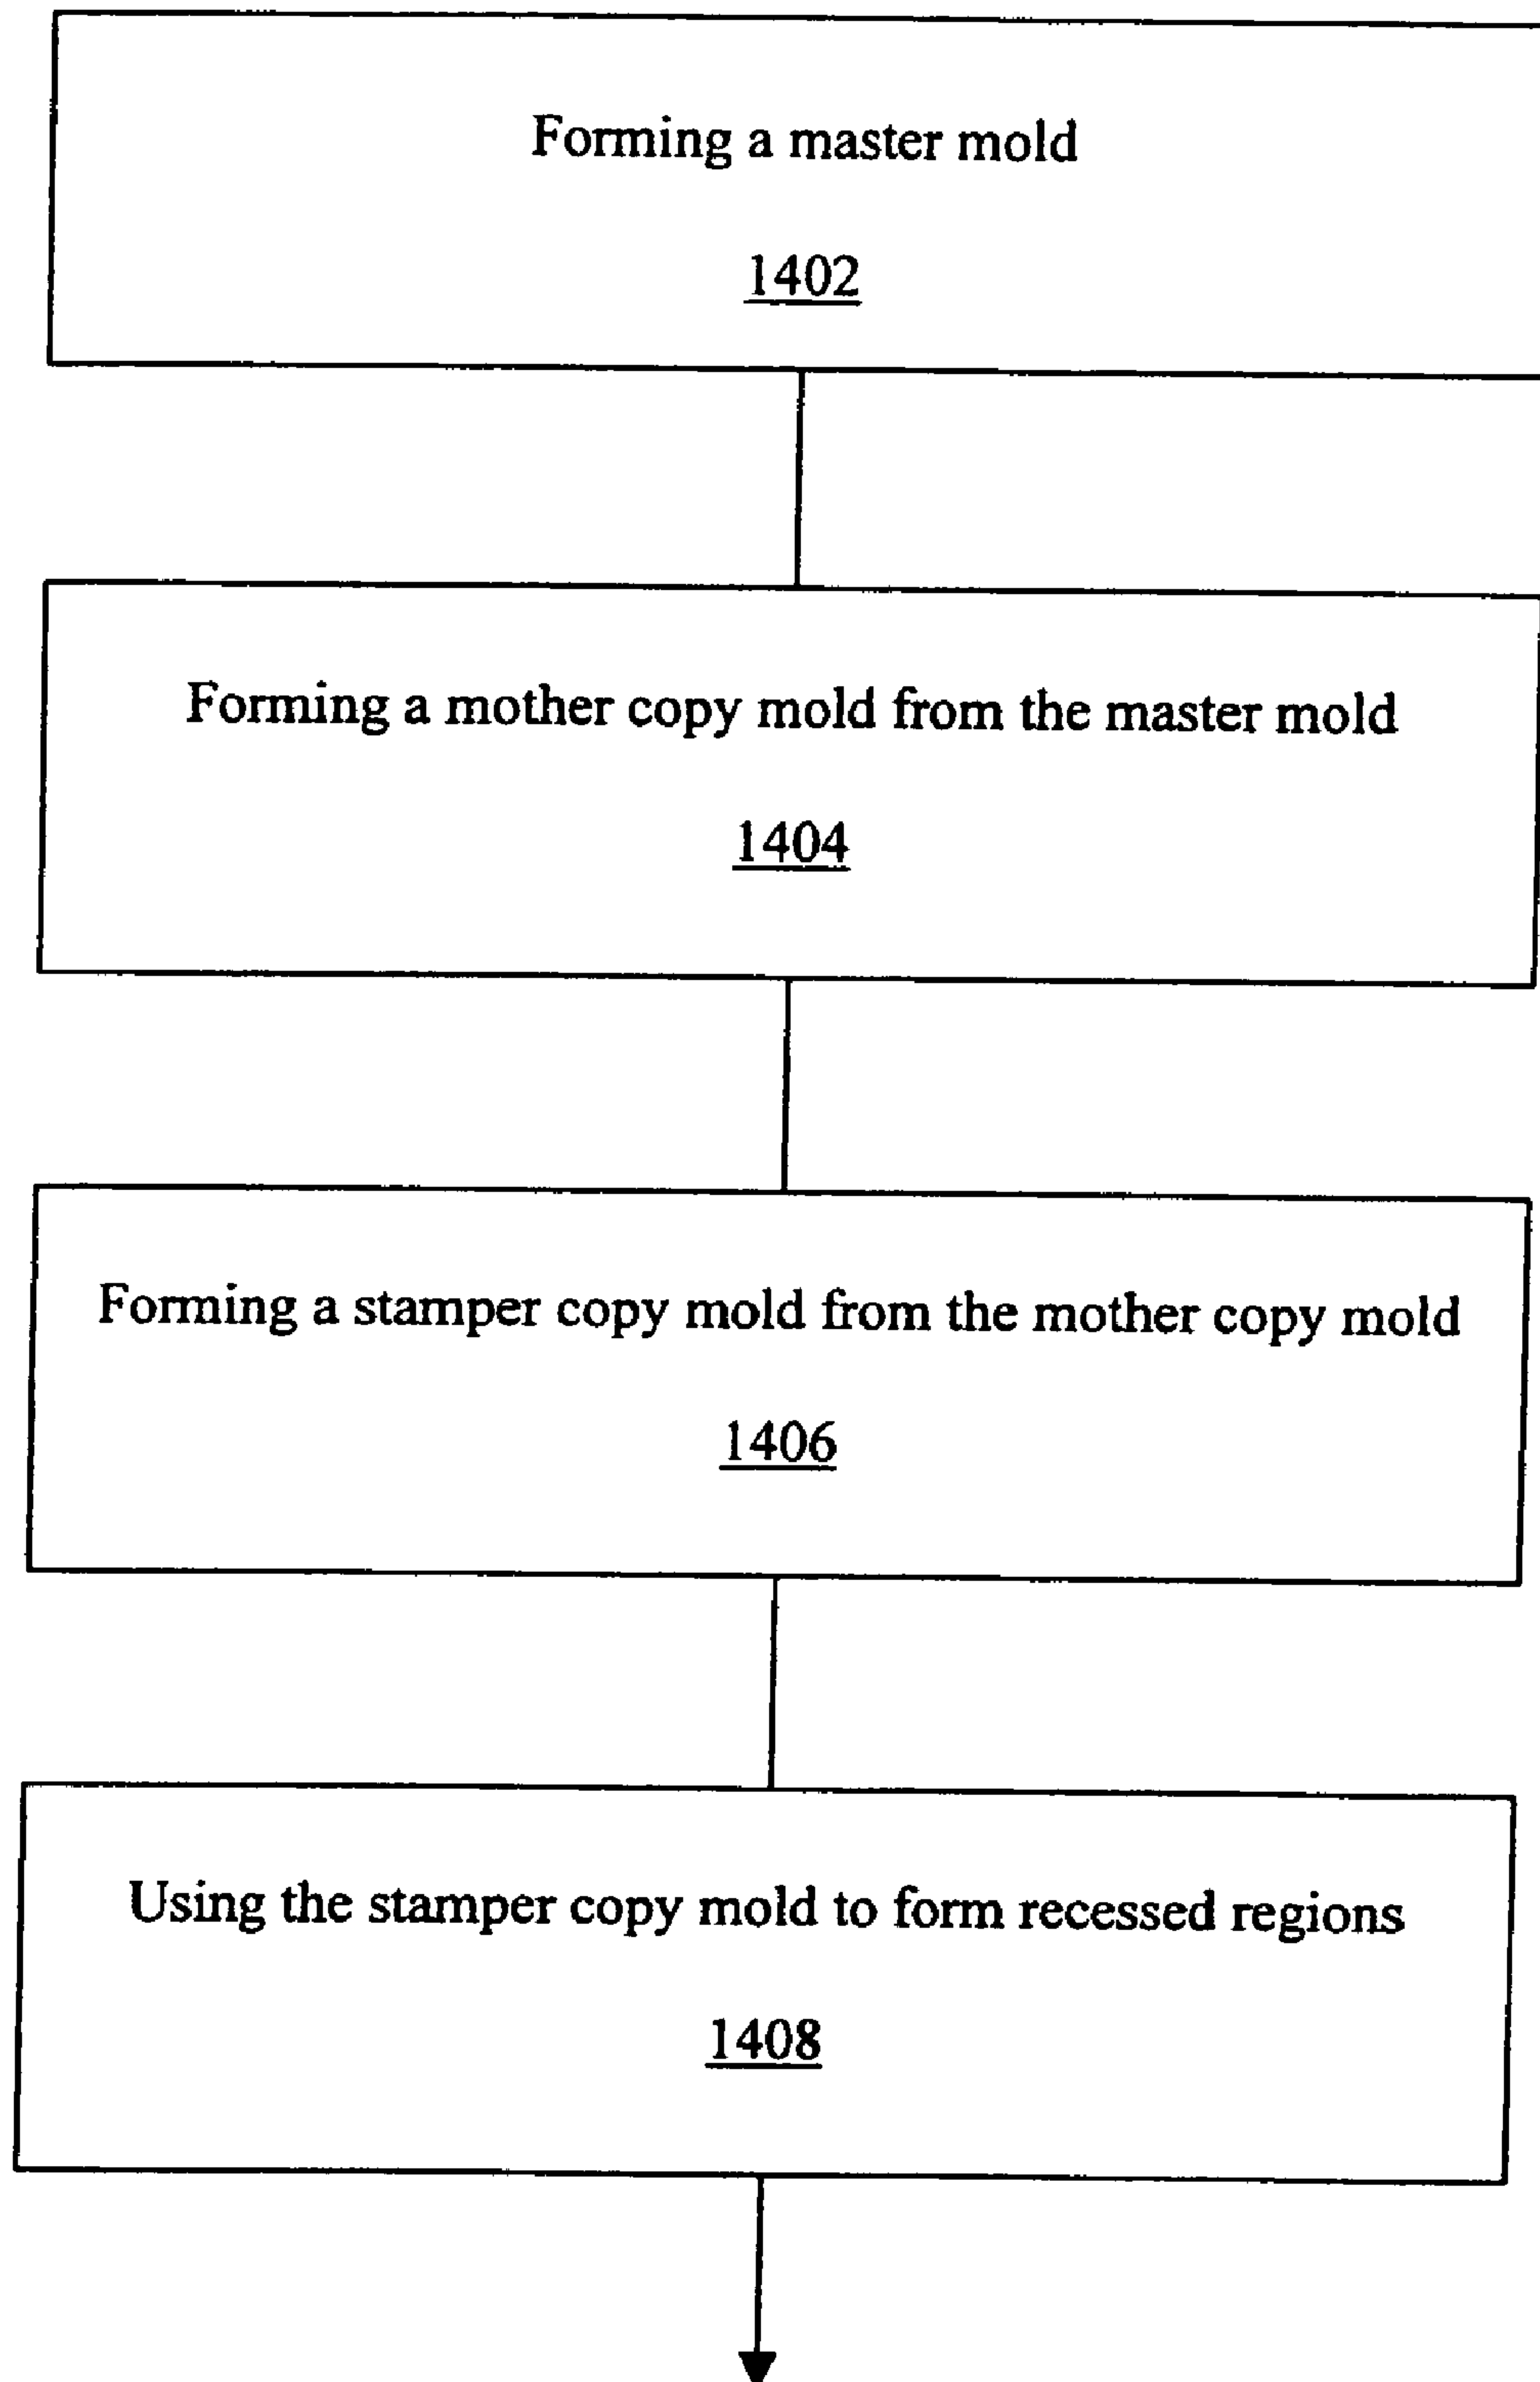 Forming a master mold
1402
Forming a mother copy mold from the master mold
1404
Forming a stamper copy mold from the mother copy mold
1406
Using the stamper copy mold to form recessed regions
1408